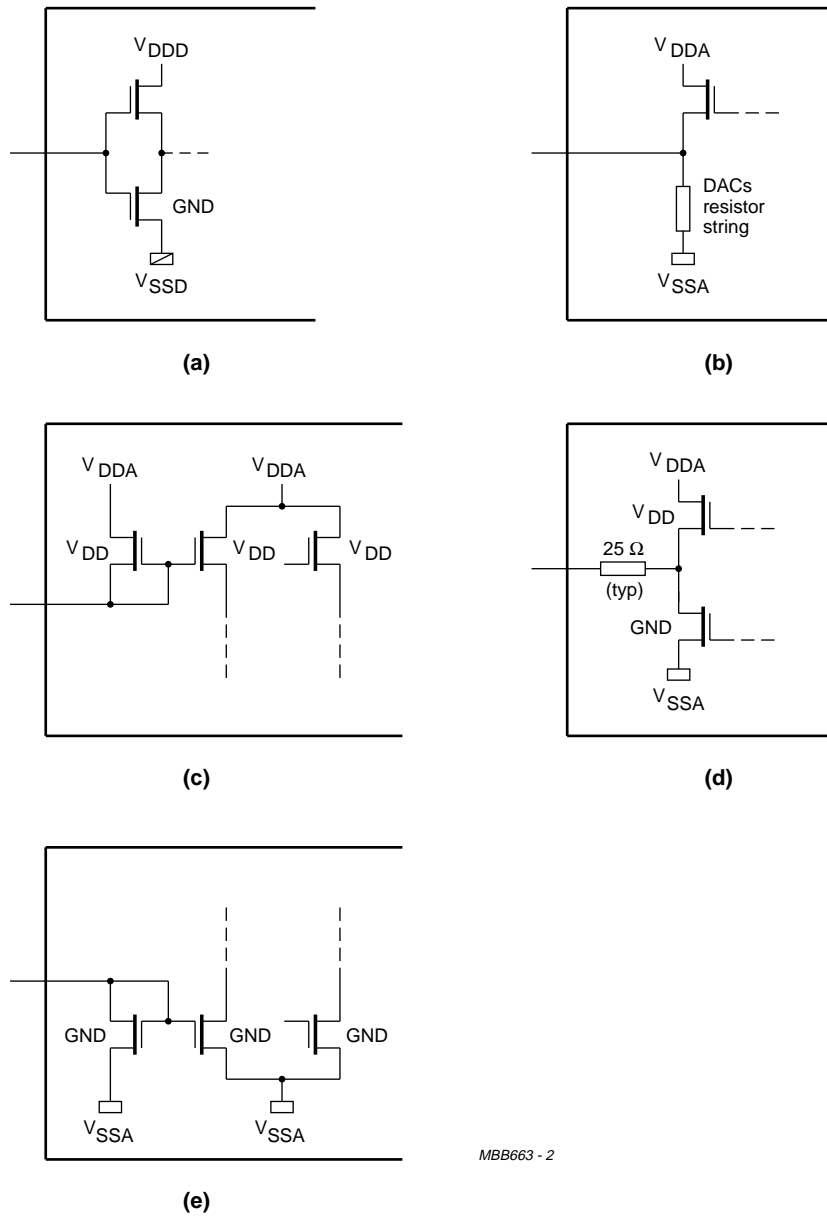 VDDD
GND
VSSD
(a)
VDDA
DACs
resistor
string
VSSA
(b)
VDDA
VDDA
VDD
VDD
VDD
(c)
VDDA
VDD
25 Ω
(typ)
GND
VSSA
(d)
GND
GND
GND
VSSA
VSSA
MBB663 - 2
(e)